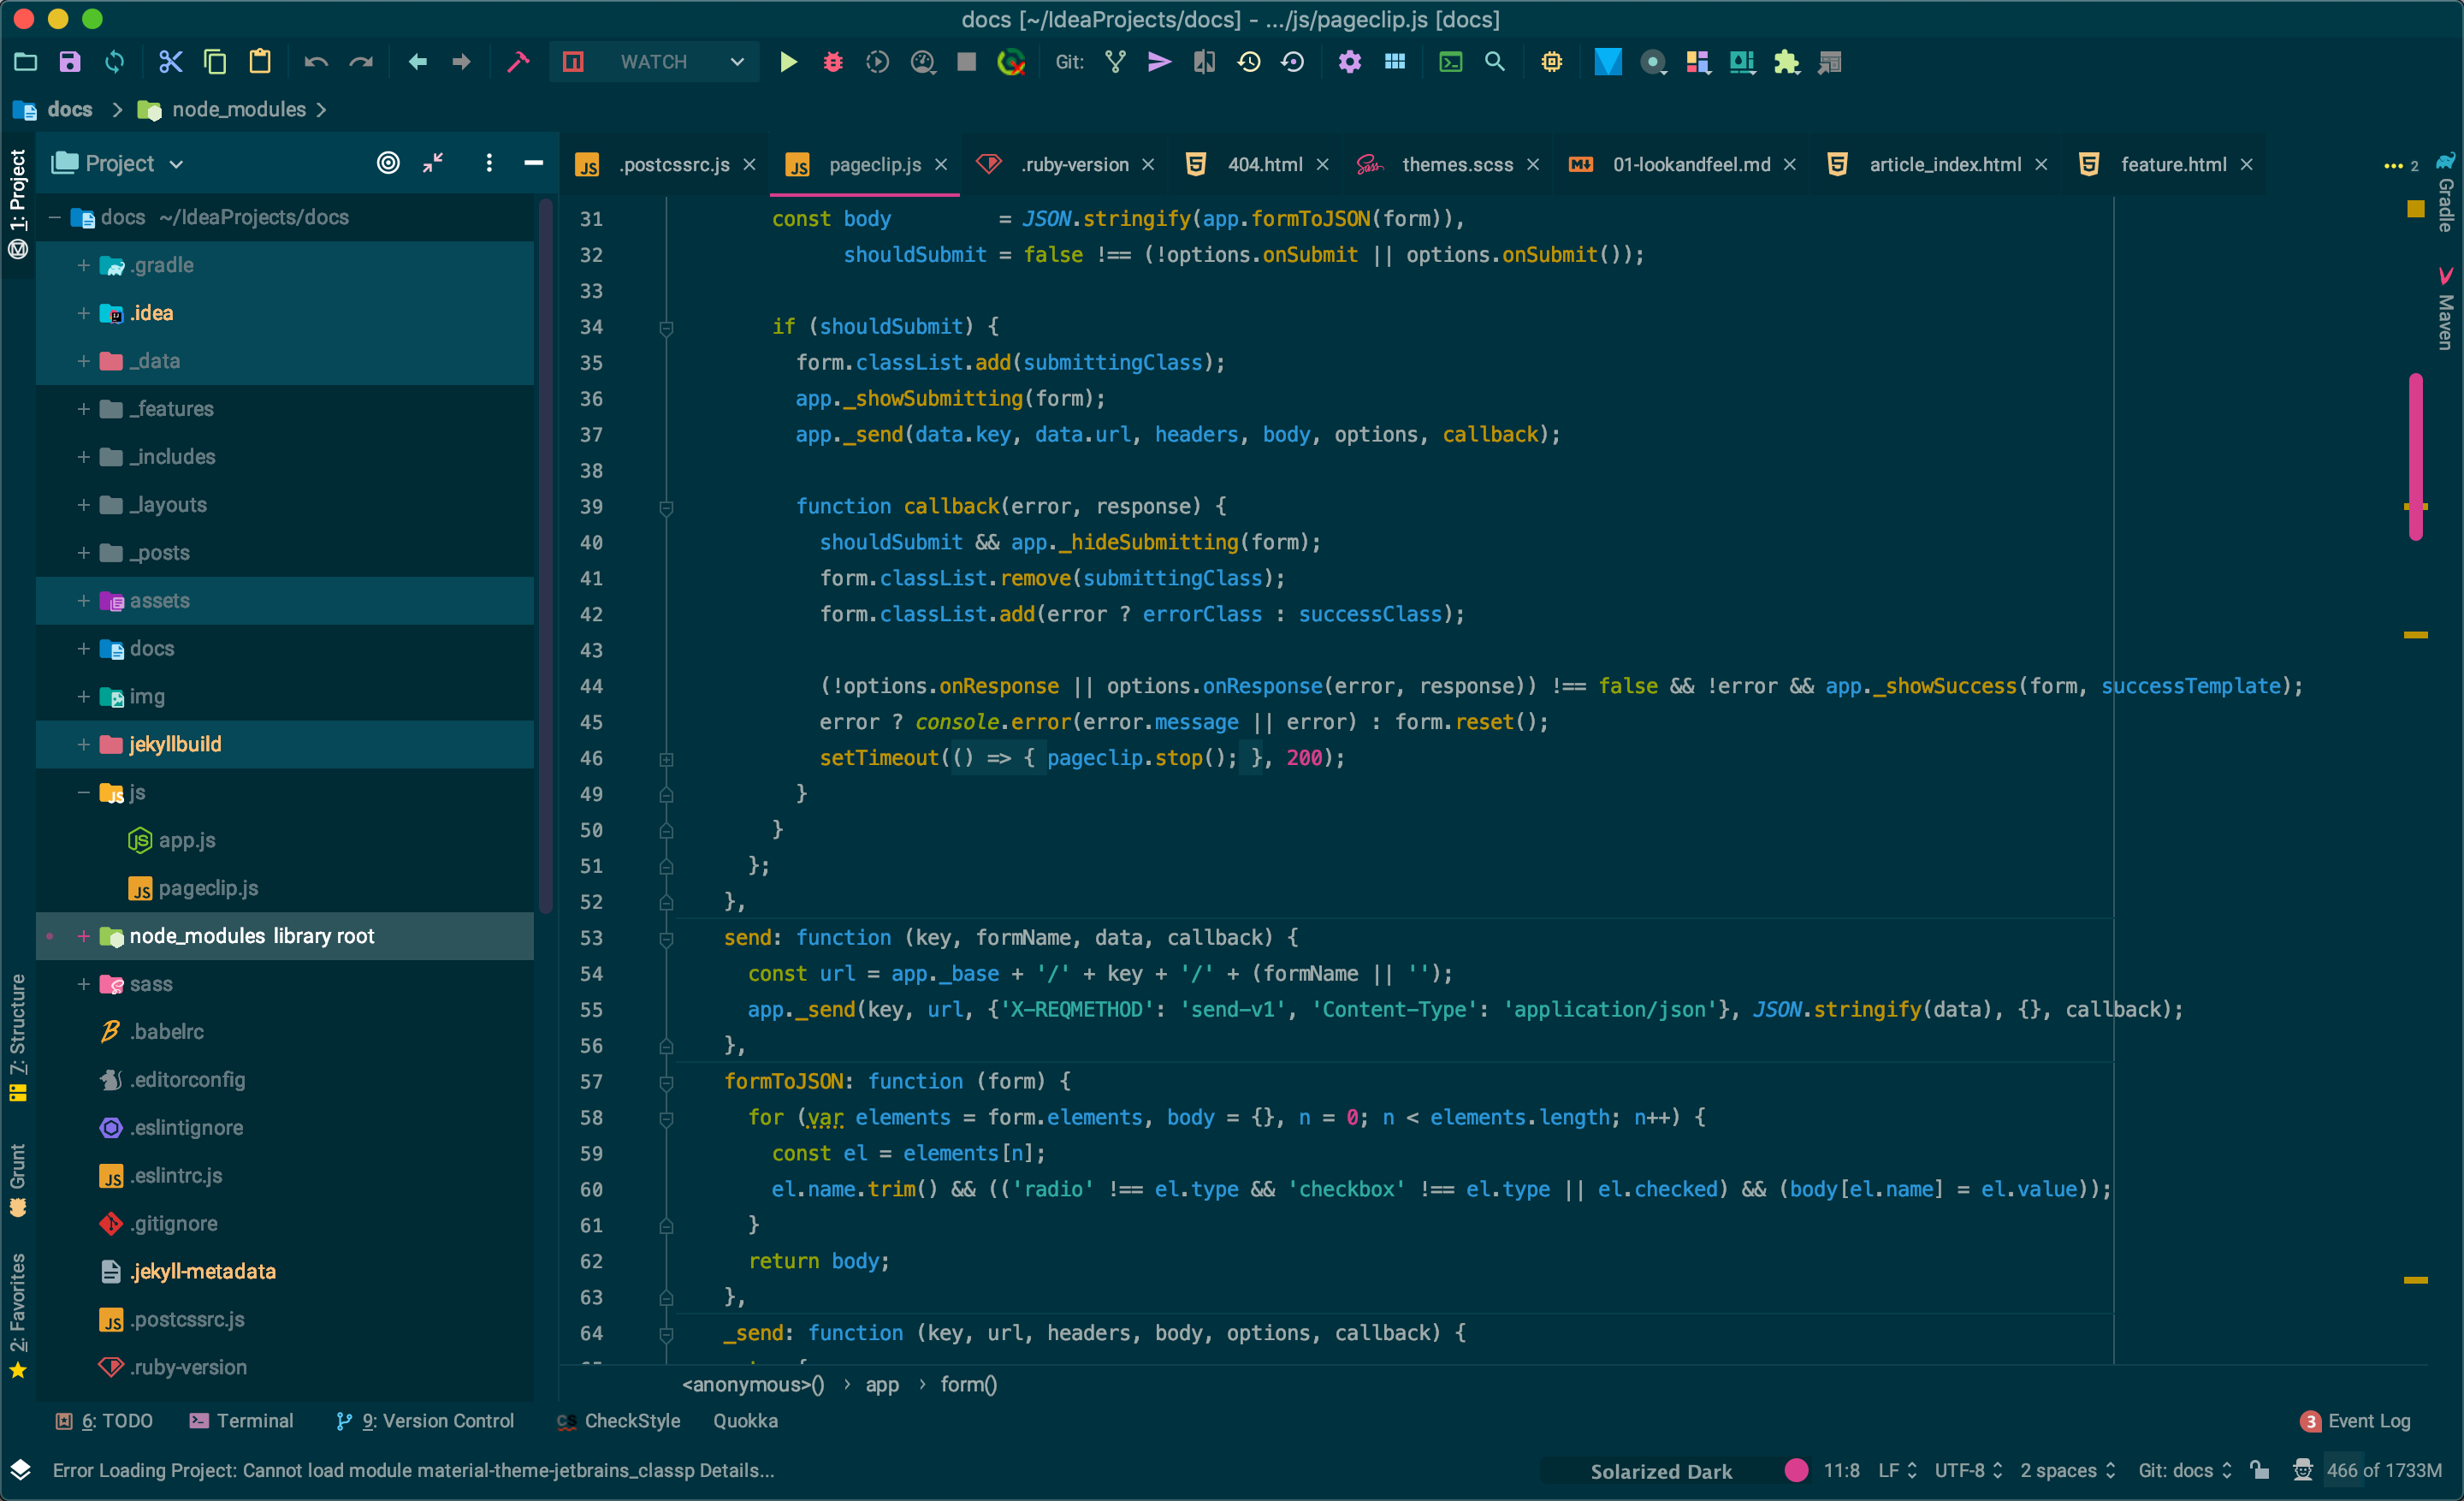 docs [~/IdeaProjects/docs] - .../js/pageclip.js [docs]
WATCH
Git:
docs
node_modules
1: Project
Project
.postcssrc.js
pageclip.js
.ruby-version
404.html
themes.scss
01-lookandfeel.md
article_index.html
feature.html
2
Gradle
Maven
docs ~/IdeaProjects/docs
.gradle
.idea
_data
_features
_includes
_layouts
_posts
assets
docs
img
jekyllbuild
js
app.js
pageclip.js
node_modules library root
sass
.babelrc
.editorconfig
.eslintignore
.eslintrc.js
.gitignore
.jekyll-metadata
.postcssrc.js
.ruby-version
7: Structure
Grunt
2: Favorites
31 const body = JSON.stringify(app.formToJSON(form)),
32 shouldSubmit = false !== (!options.onSubmit || options.onSubmit());
33
34 if (shouldSubmit) {
35 form.classList.add(submittingClass);
36 app._showSubmitting(form);
37 app._send(data.key, data.url, headers, body, options, callback);
38
39 function callback(error, response) {
40 shouldSubmit && app._hideSubmitting(form);
41 form.classList.remove(submittingClass);
42 form.classList.add(error ? errorClass : successClass);
43
44 (!options.onResponse || options.onResponse(error, response)) !== false && !error && app._showSuccess(form, successTemplate);
45 error ? console.error(error.message || error) : form.reset();
46 setTimeout(() => { pageclip.stop(); }, 200);
49 }
50 }
51 };
52 },
53 send: function (key, formName, data, callback) {
54 const url = app._base + '/' + key + '/' + (formName || '');
55 app._send(key, url, {'X-REQMETHOD': 'send-v1', 'Content-Type': 'application/json'}, JSON.stringify(data), {}, callback);
56 },
57 formToJSON: function (form) {
58 for (var elements = form.elements, body = {}, n = 0; n < elements.length; n++) {
59 const el = elements[n];
60 el.name.trim() && (('radio' !== el.type && 'checkbox' !== el.type || el.checked) && (body[el.name] = el.value));
61 }
62 return body;
63 },
64 _send: function (key, url, headers, body, options, callback) {
<anonymous>() › app › form()
6: TODO
Terminal
9: Version Control
CheckStyle
Quokka
3 Event Log
Error Loading Project: Cannot load module material-theme-jetbrains_classp Details...
Solarized Dark
11:8
LF
UTF-8
2 spaces
Git: docs
466 of 1733M